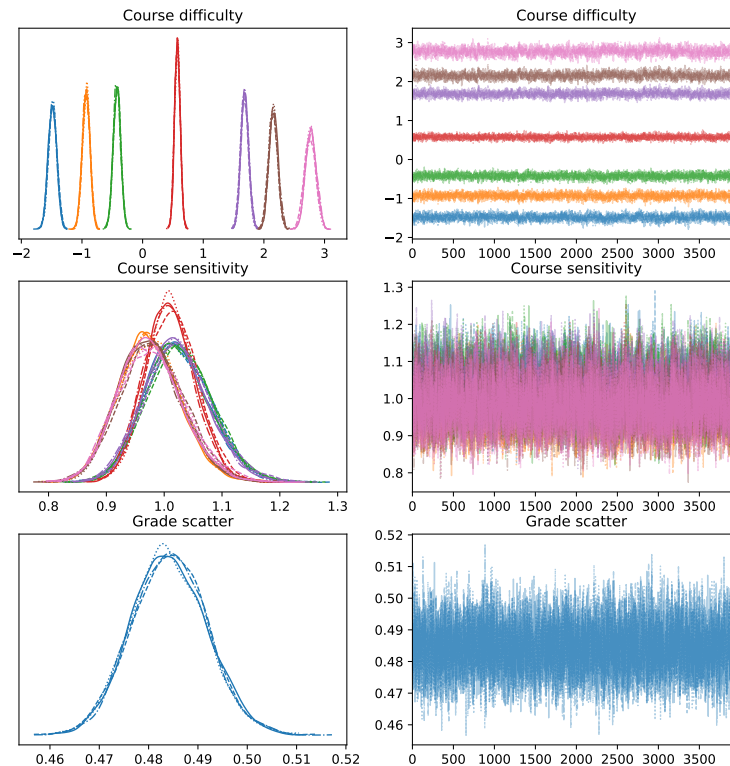 Course difficulty
Course difficulty
3
2
1
0
−1
−2
−2 −1 0 1 2 3
0 500 1000 1500 2000 2500 3000 3500
Course sensitivity
Course sensitivity
1.3
1.2
1.1
1.0
0.9
0.8
0.8 0.9 1.0 1.1 1.2 1.3
0 500 1000 1500 2000 2500 3000 3500
Grade scatter
Grade scatter
0.52
0.51
0.50
0.49
0.48
0.47
0.46
0.46 0.47 0.48 0.49 0.50 0.51 0.52
0 500 1000 1500 2000 2500 3000 3500